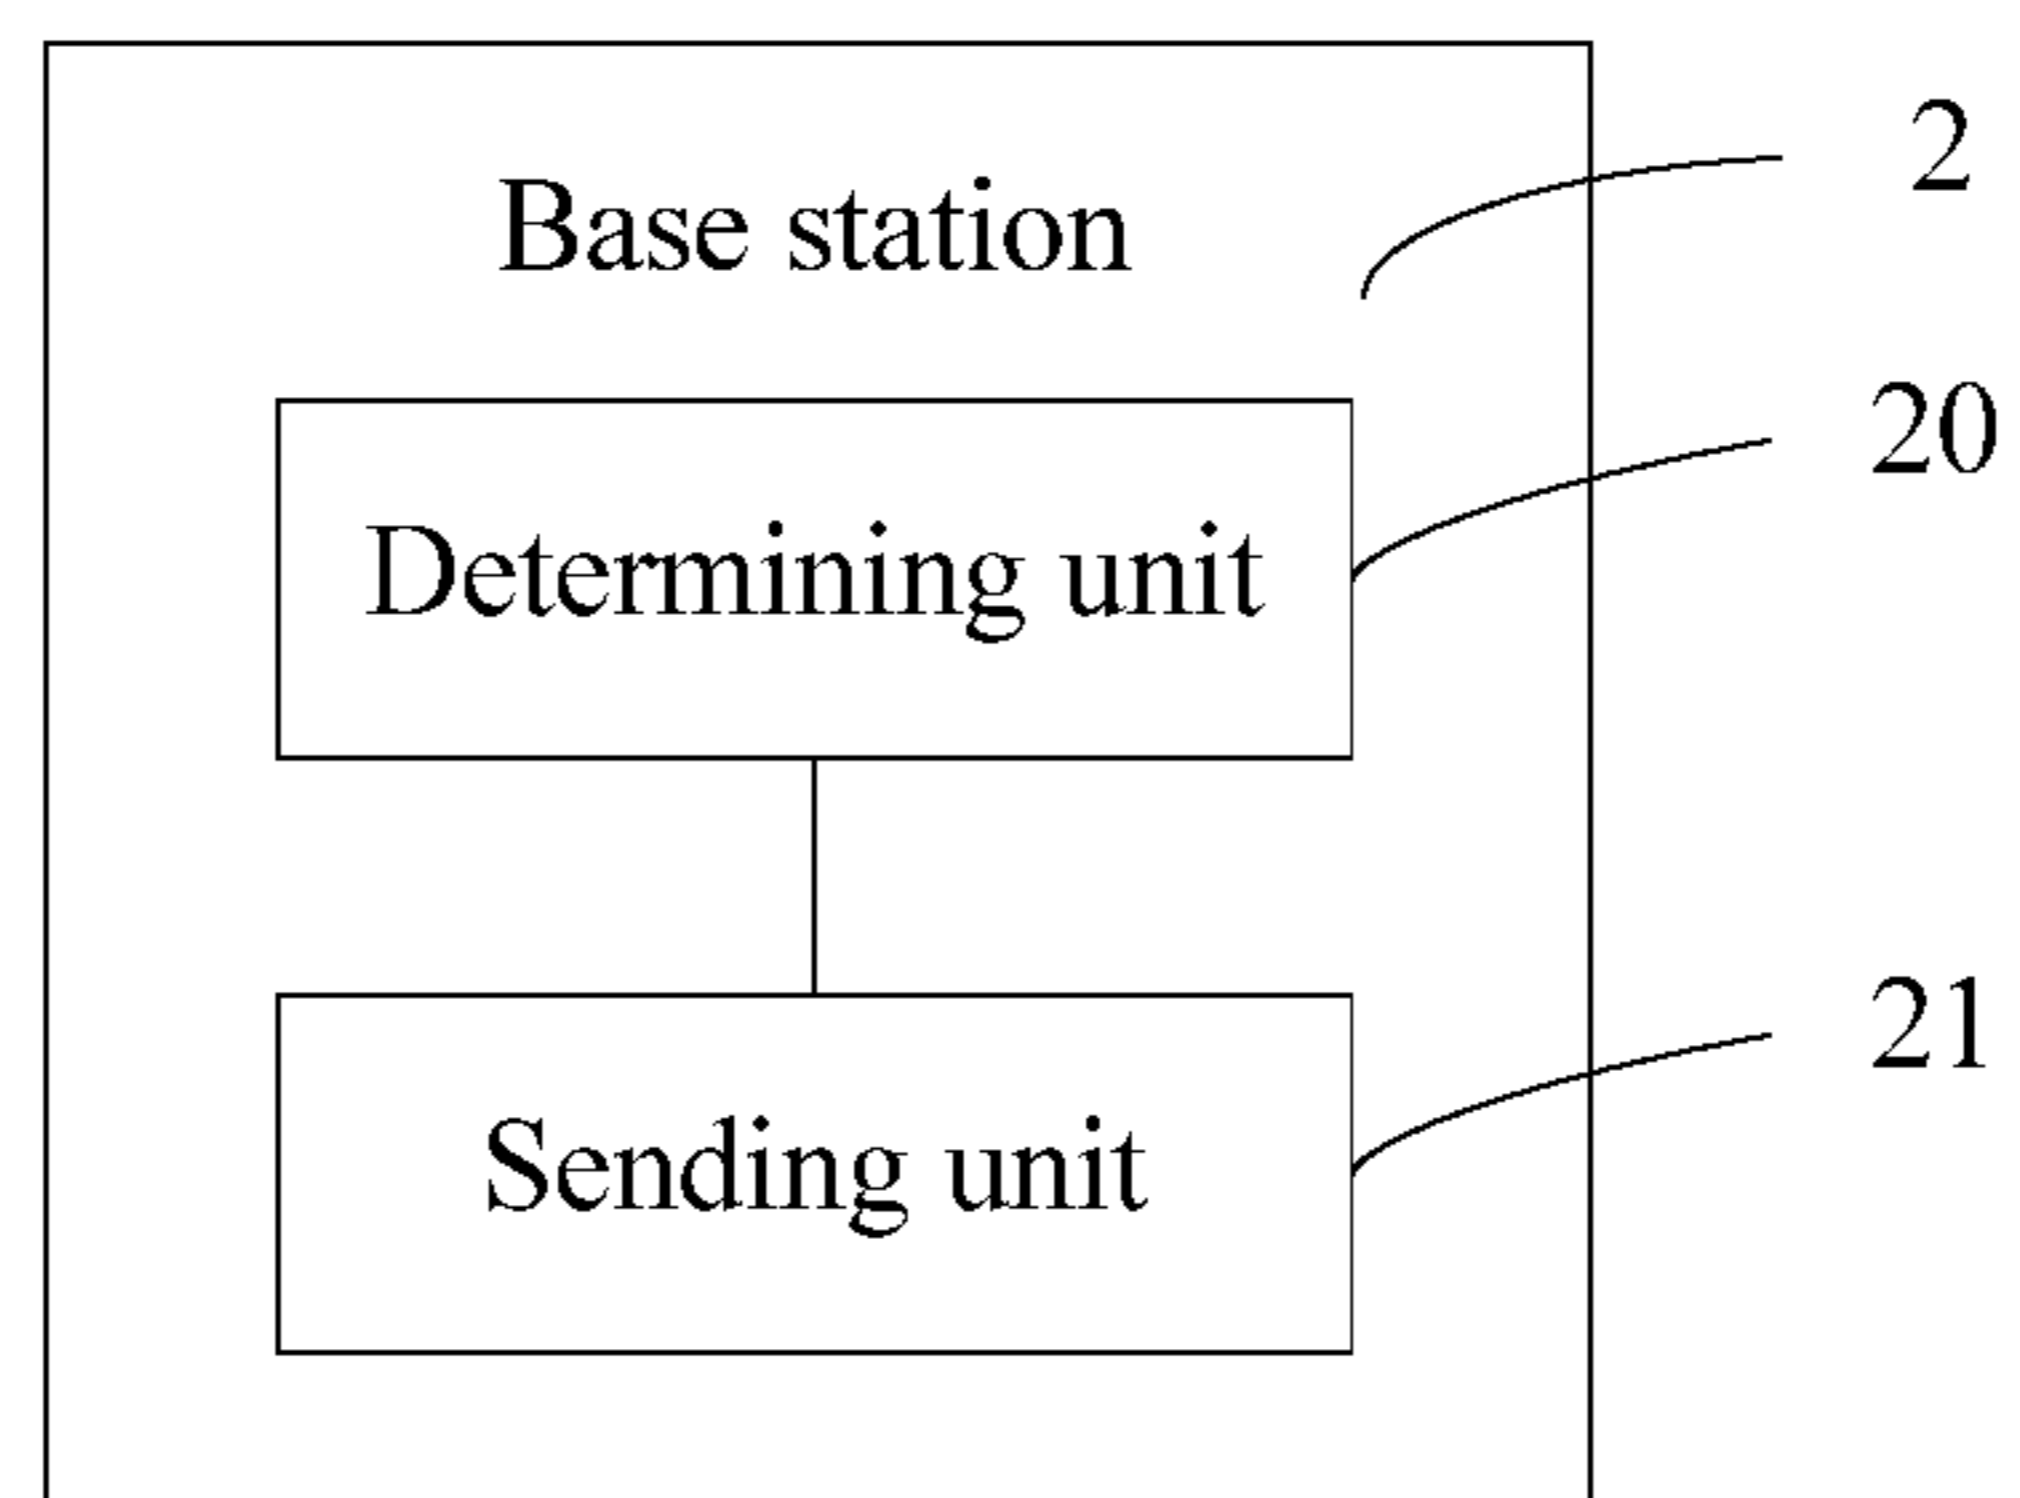 Base station
2
20
Determining unit
21
Sending unit